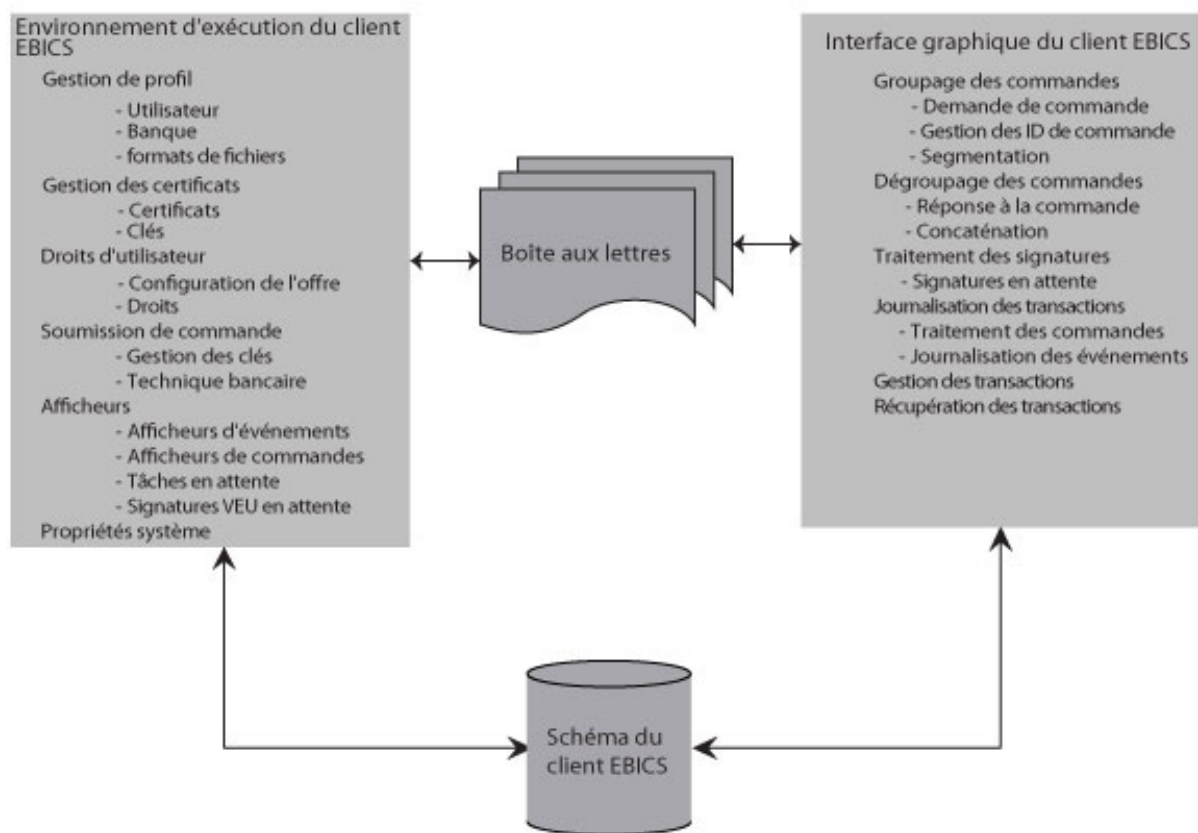 Environnement d'exécution du client
EBICS
Gestion de profil
- Utilisateur
- Banque
- formats de fichiers
Gestion des certificats
- Certificats
- Clés
Droits d'utilisateur
- Configuration de l'offre
- Droits
Soumission de commande
- Gestion des clés
- Technique bancaire
Afficheurs
- Afficheurs d'événements
- Afficheurs de commandes
- Tâches en attente
- Signatures VEU en attente
Propriétés système
Boîte aux lettres
Interface graphique du client EBICS
Groupage des commandes
- Demande de commande
- Gestion des ID de commande
- Segmentation
Dégroupage des commandes
- Réponse à la commande
- Concaténation
Traitement des signatures
- Signatures en attente
Journalisation des transactions
- Traitement des commandes
- Journalisation des événements
Gestion des transactions
Récupération des transactions
Schéma du
client EBICS